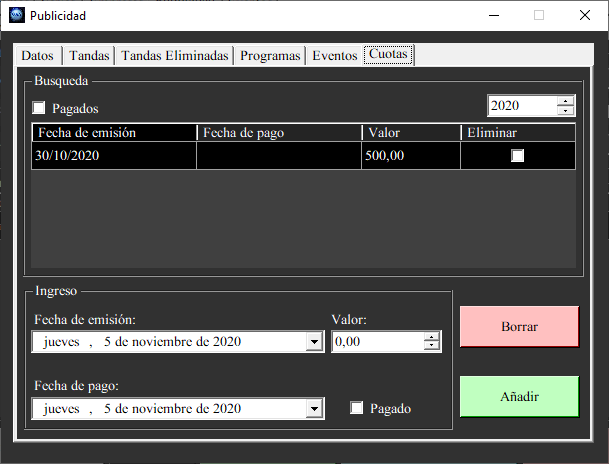 Publicidad
Datos Tandas Tandas Eliminadas Programas Eventos Cuotas
Busqueda
Pagados 2020
Fecha de emisión Fecha de pago Valor Eliminar
30/10/2020 500,00
Ingreso
Fecha de emisión: Valor:
jueves , 5 de noviembre de 2020 0,00
Borrar
Fecha de pago:
jueves , 5 de noviembre de 2020 Pagado
Añadir